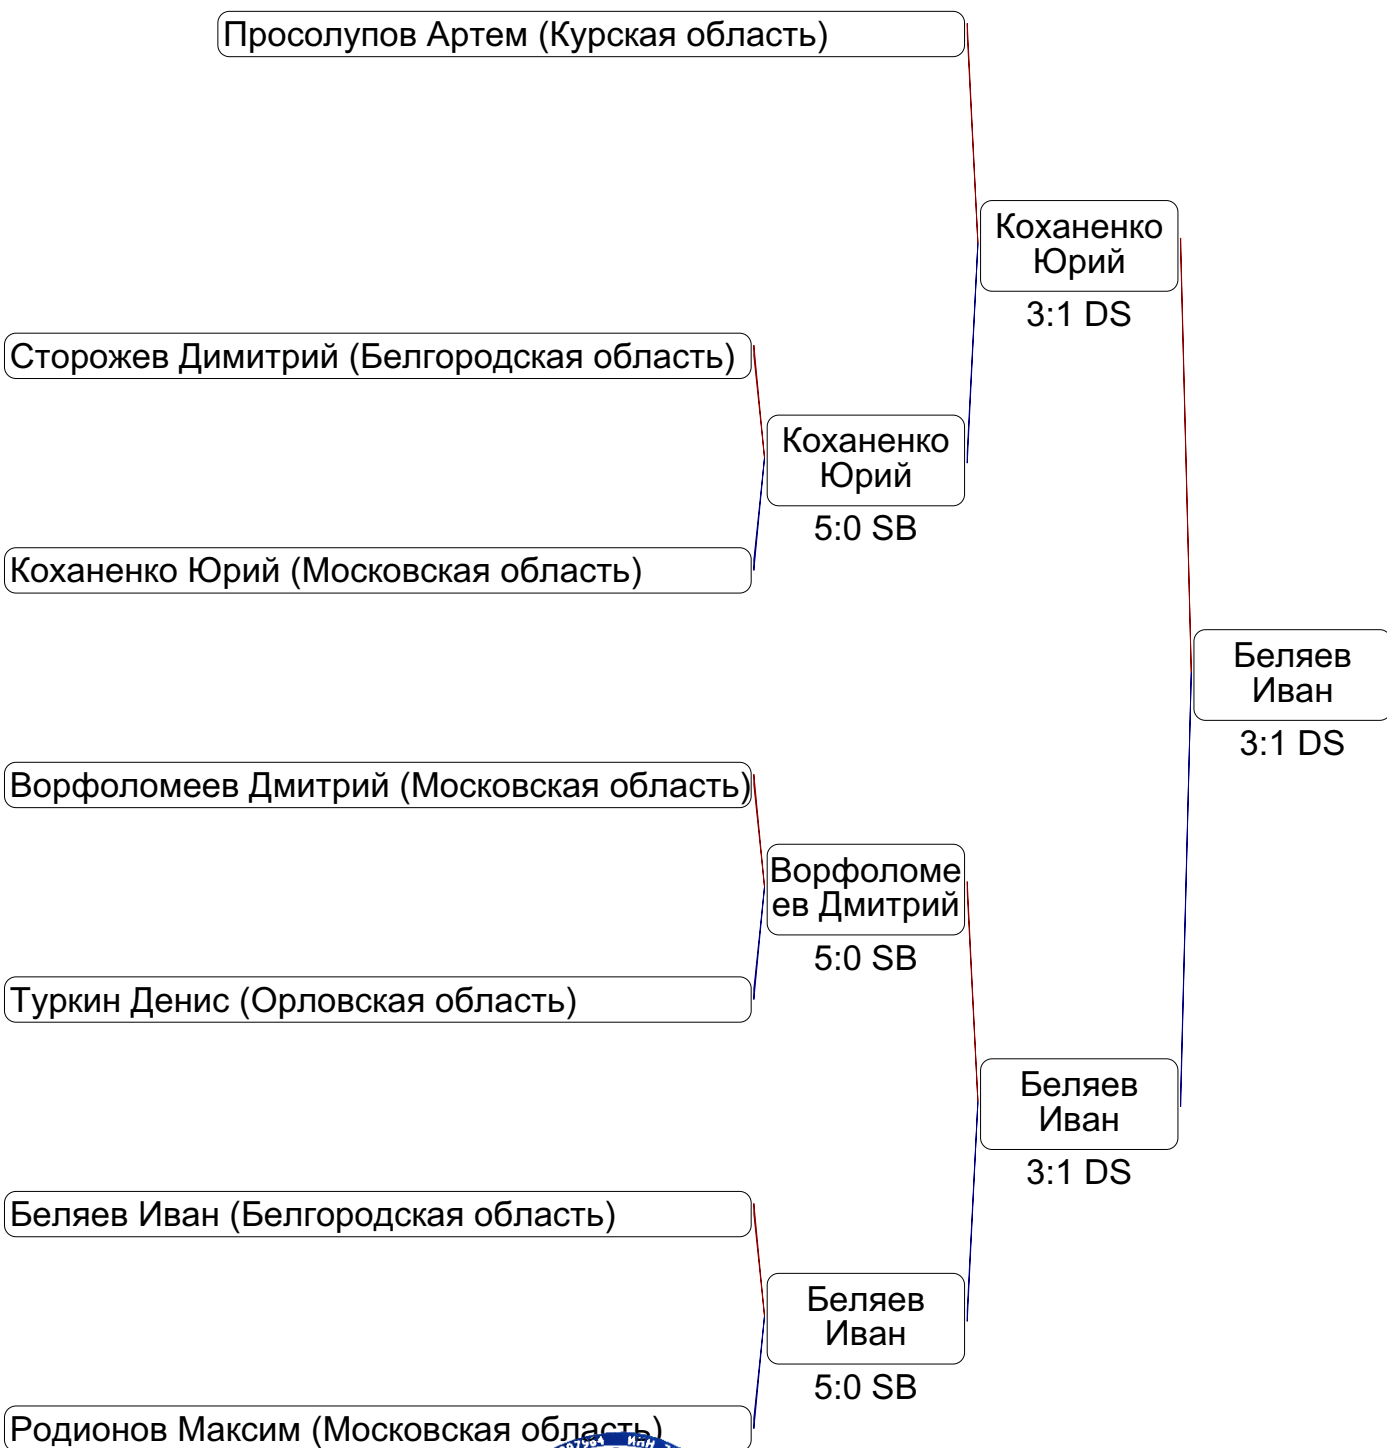 Просолупов Артем (Курская область)
Коханенко
Юрий
3:1 DS
Сторожев Димитрий (Белгородская область)
Коханенко
Юрий
5:0 SB
Коханенко Юрий (Московская область)
Беляев
Иван
3:1 DS
Ворфоломеев Дмитрий (Московская область)
Ворфоломе
ев Дмитрий
5:0 SB
Туркин Денис (Орловская область)
Беляев
Иван
3:1 DS
Беляев Иван (Белгородская область)
Беляев
Иван
5:0 SB
Родионов Максим (Московская область)